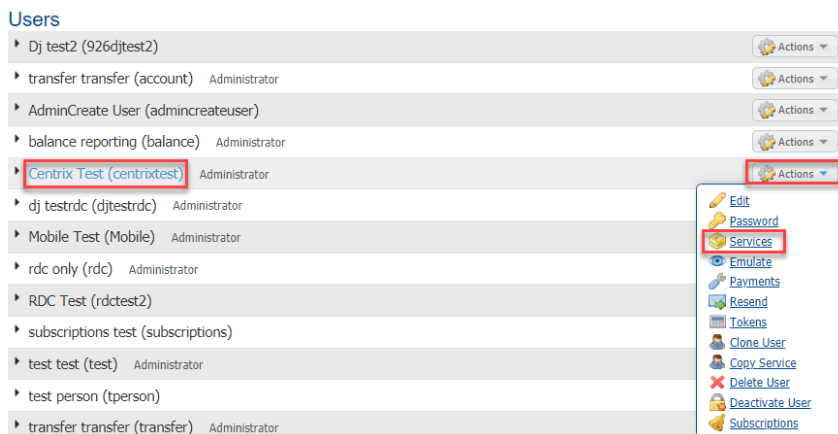 Users
Dj test2 (926djtest2) Actions
transfer transfer (account) Administrator Actions
AdminCreate User (admincreateuser) Actions
balance reporting (balance) Administrator Actions
Centrix Test (centrixtest) Administrator Actions
dj testrdc (djtestrdc) Administrator
Mobile Test (Mobile) Administrator
rdc only (rdc) Administrator
RDC Test (rdctest2)
subscriptions test (subscriptions)
test test (test) Administrator
test person (tperson)
transfer transfer (transfer) Administrator
Edit
Password
Services
Emulate
Payments
Resend
Tokens
Clone User
Copy Service
Delete User
Deactivate User
Subscriptions